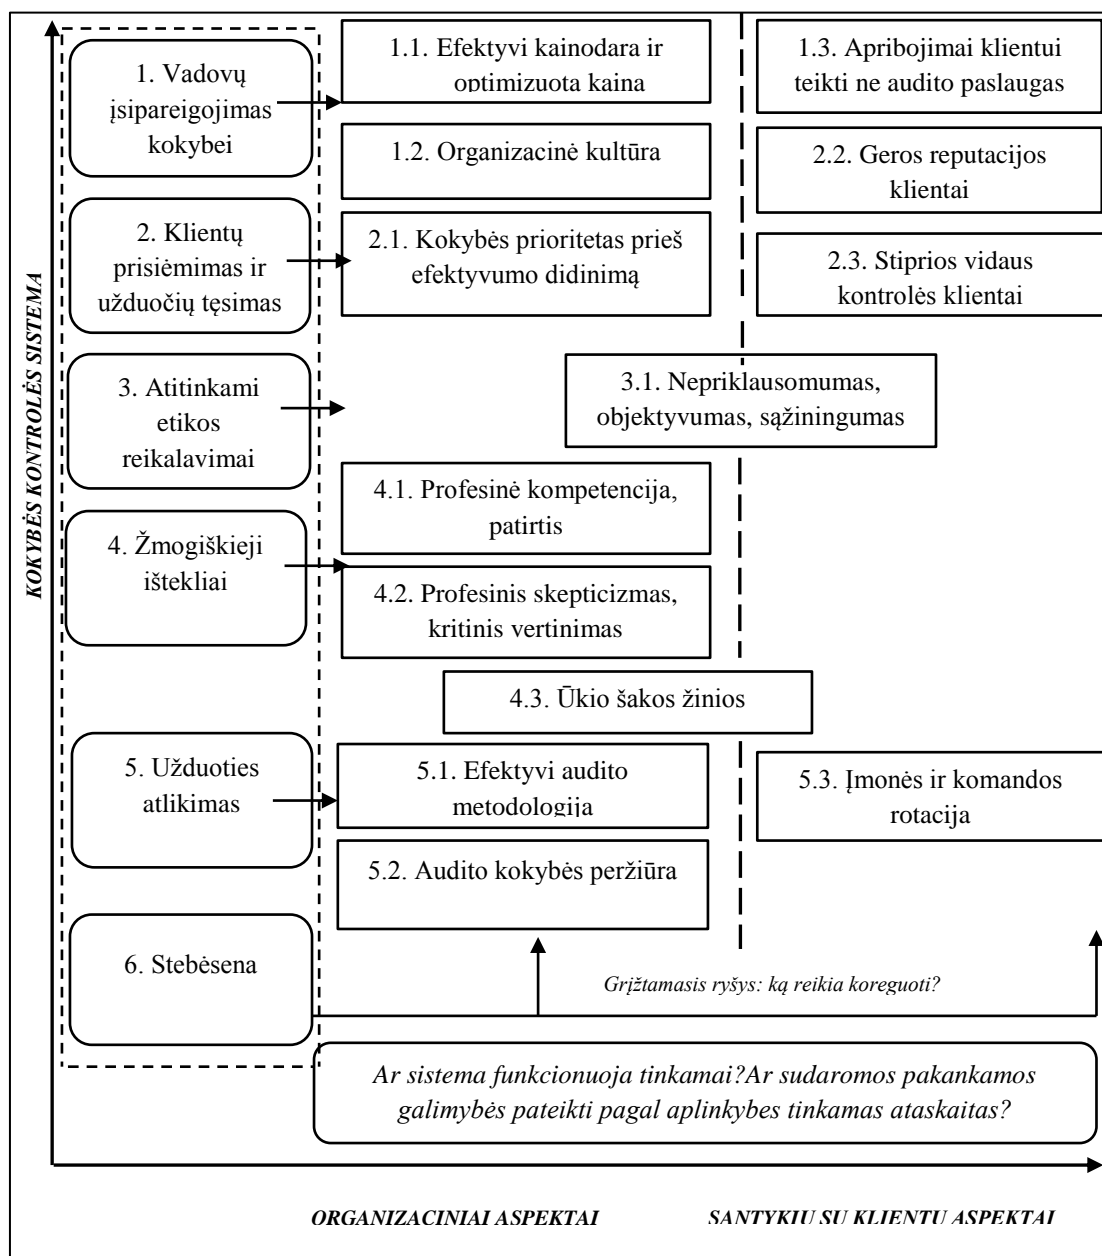 KOKYBĖS KONTROLĖS SISTEMA
1. Vadovų
įsipareigojimas
kokybei
1.1. Efektyvi kainodara ir
optimizuota kaina
1.2. Organizacinė kultūra
1.3. Apribojimai klientui
teikti ne audito paslaugas
2. Klientų
prisiėmimas ir
užduočių tęsimas
2.1. Kokybės prioritetas prieš
efektyvumo didinimą
2.2. Geros reputacijos
klientai
2.3. Stiprios vidaus
kontrolės klientai
3. Atitinkami
etikos
reikalavimai
3.1. Nepriklausomumas,
objektyvumas, sąžiningumas
4. Žmogiškieji
ištekliai
4.1. Profesinė kompetencija,
patirtis
4.2. Profesinis skepticizmas,
kritinis vertinimas
4.3. Ūkio šakos žinios
5. Užduoties
atlikimas
5.1. Efektyvi audito
metodologija
5.2. Audito kokybės peržiūra
5.3. Įmonės ir komandos
rotacija
6. Stebėsena
Grįžtamasis ryšys: ką reikia koreguoti?
Ar sistema funkcionuoja tinkamai?Ar sudaromos pakankamos
galimybės pateikti pagal aplinkybes tinkamas ataskaitas?
ORGANIZACINIAI ASPEKTAI
SANTYKIU SU KLIENTU ASPEKTAI